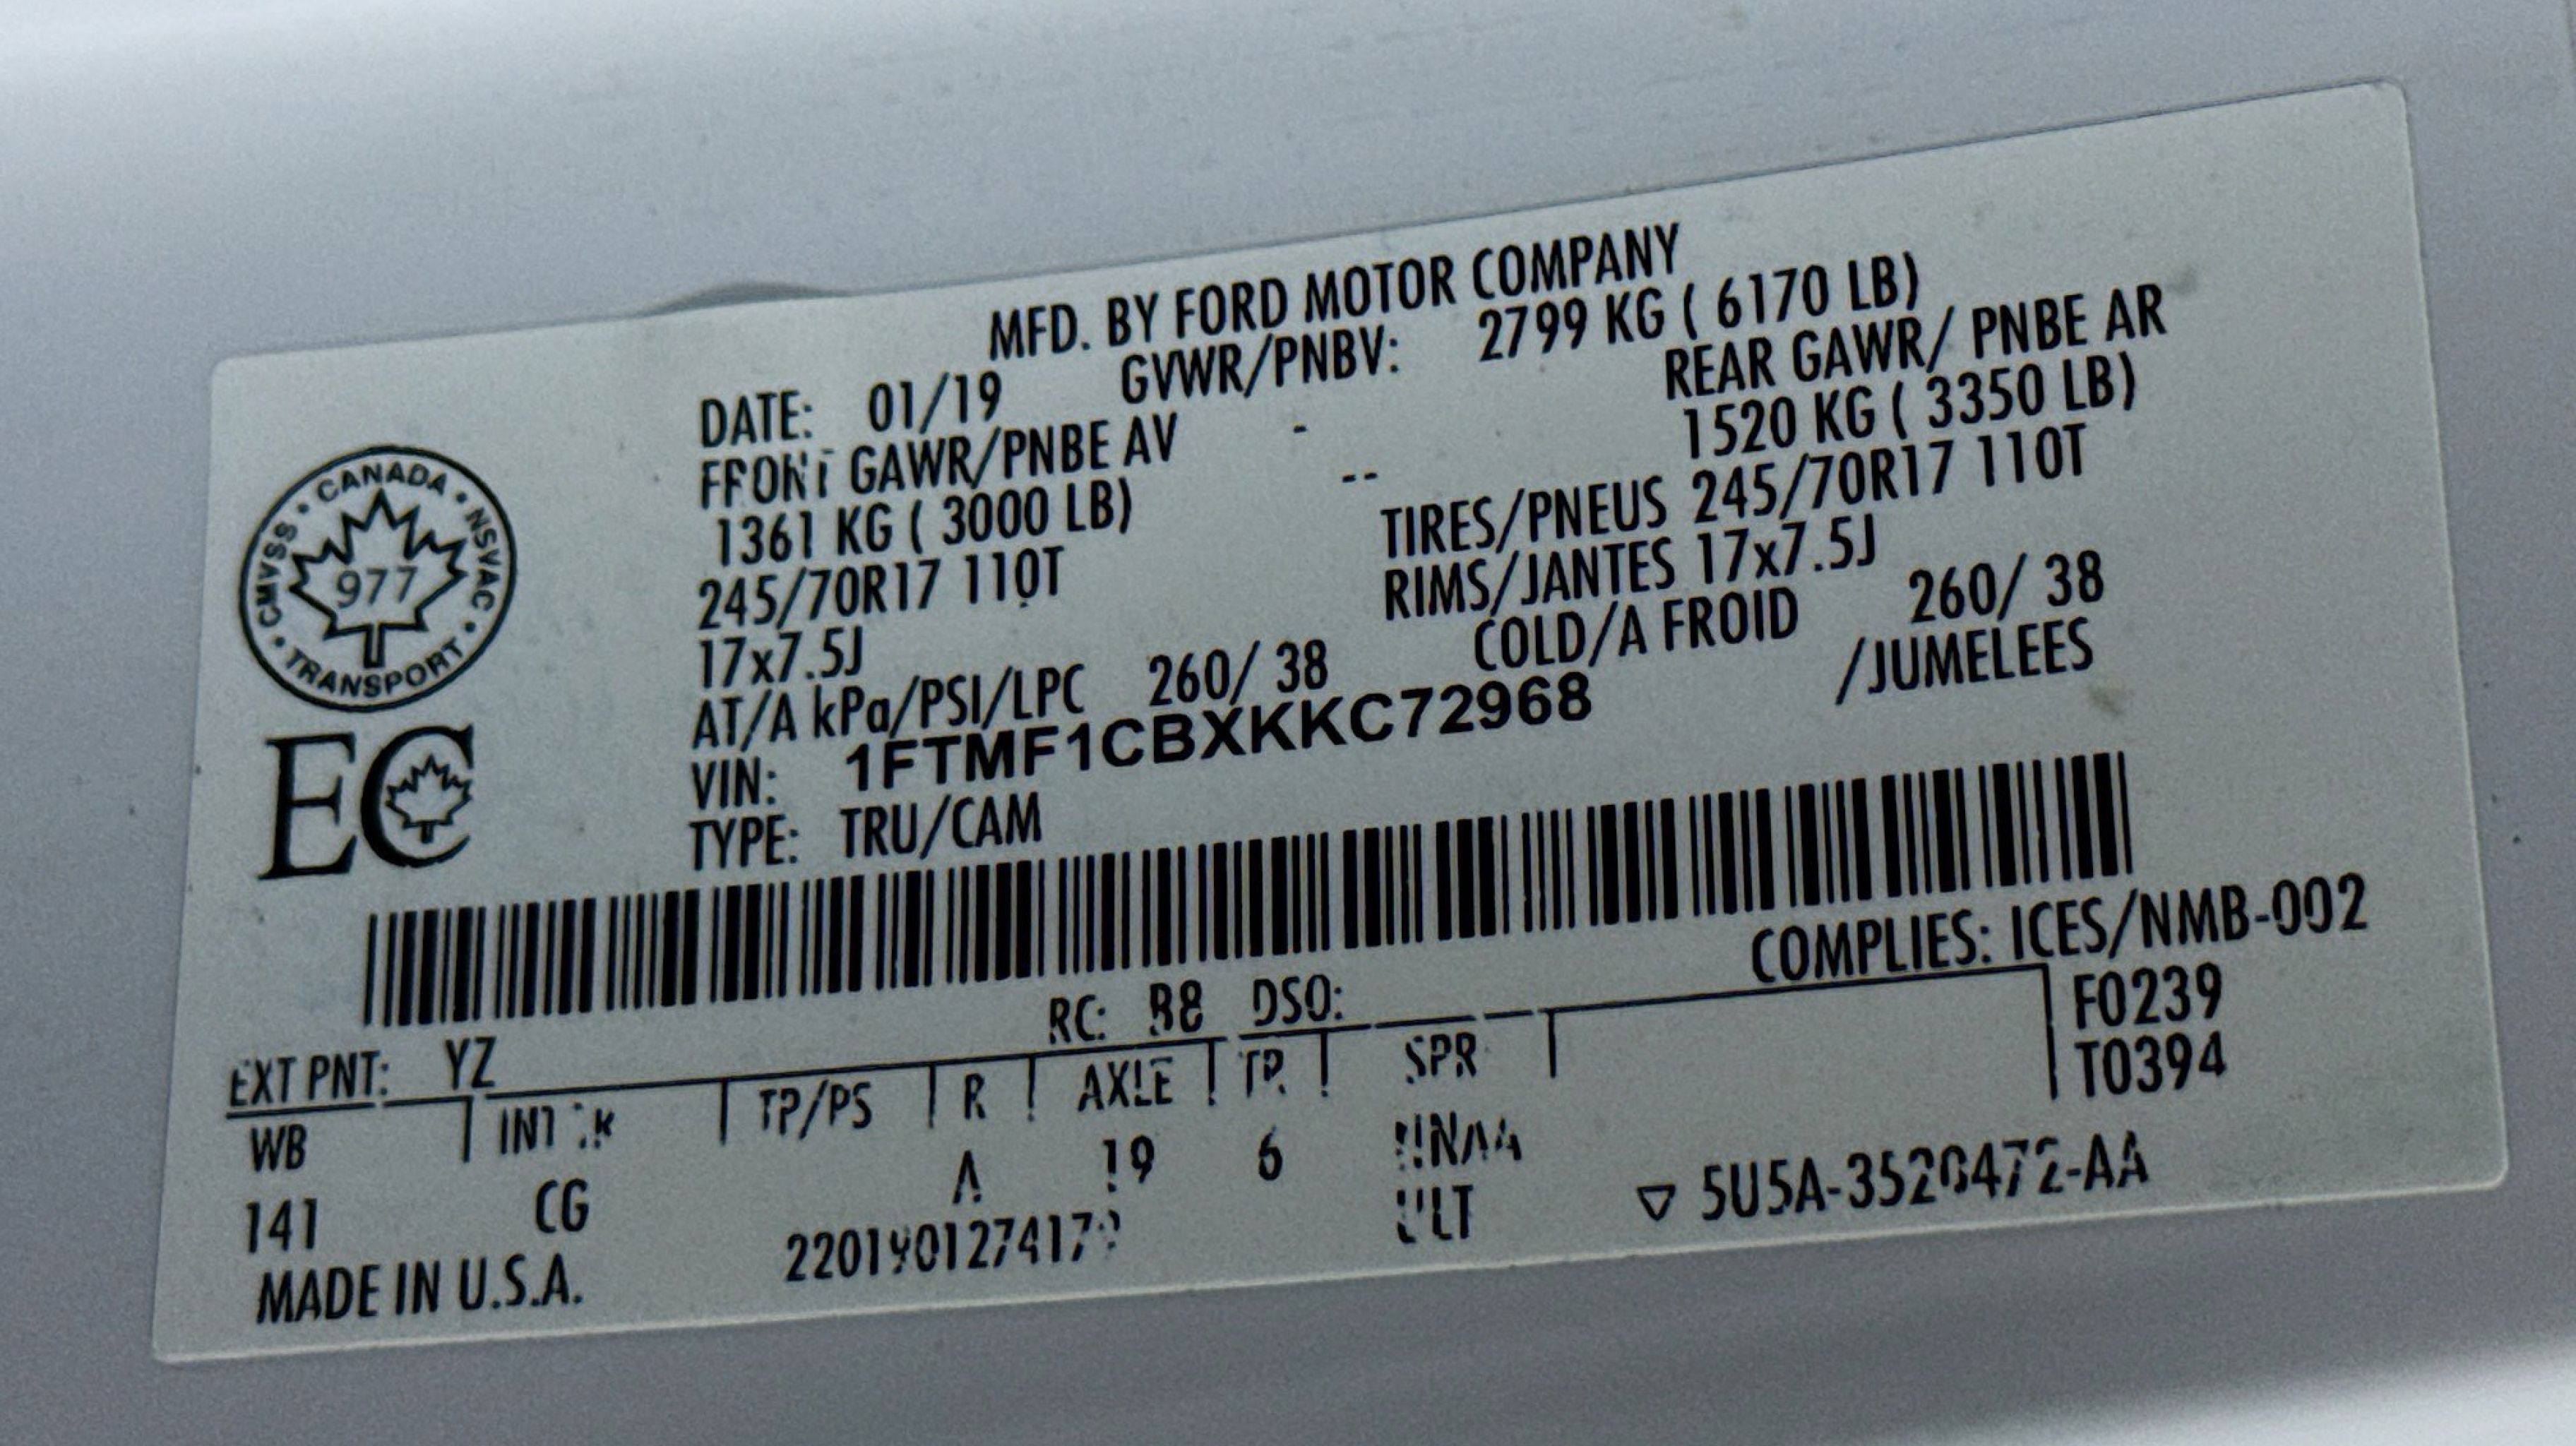 MFD. BY FORD MOTOR COMPANY
DATE: 01/19 GVWR/PNBV: 2799 KG ( 6170 LB)
FRONT GAWR/PNBE AV - REAR GAWR/ PNBE AR
1361 KG ( 3000 LB) -- 1520 KG ( 3350 LB)
245/70R17 110T TIRES/PNEUS 245/70R17 110T
17x7.5J RIMS/JANTES 17x7.5J
AT/A kPa/PSI/LPC 260/ 38 COLD/A FROID 260/ 38
VIN: 1FTMF1CBXKKC72968 /JUMELEES
TYPE: TRU/CAM
CMVSS • CANADA • NSVAC • TRANSPORT •
977
EC
COMPLIES: ICES/NMB-002
EXT PNT: YZ RC: DSO: F0239
WB TP/PS R AXLE TP SPR T0394
141 CG A 19 6
MADE IN U.S.A. ▽ 5U5A-3520472-AA